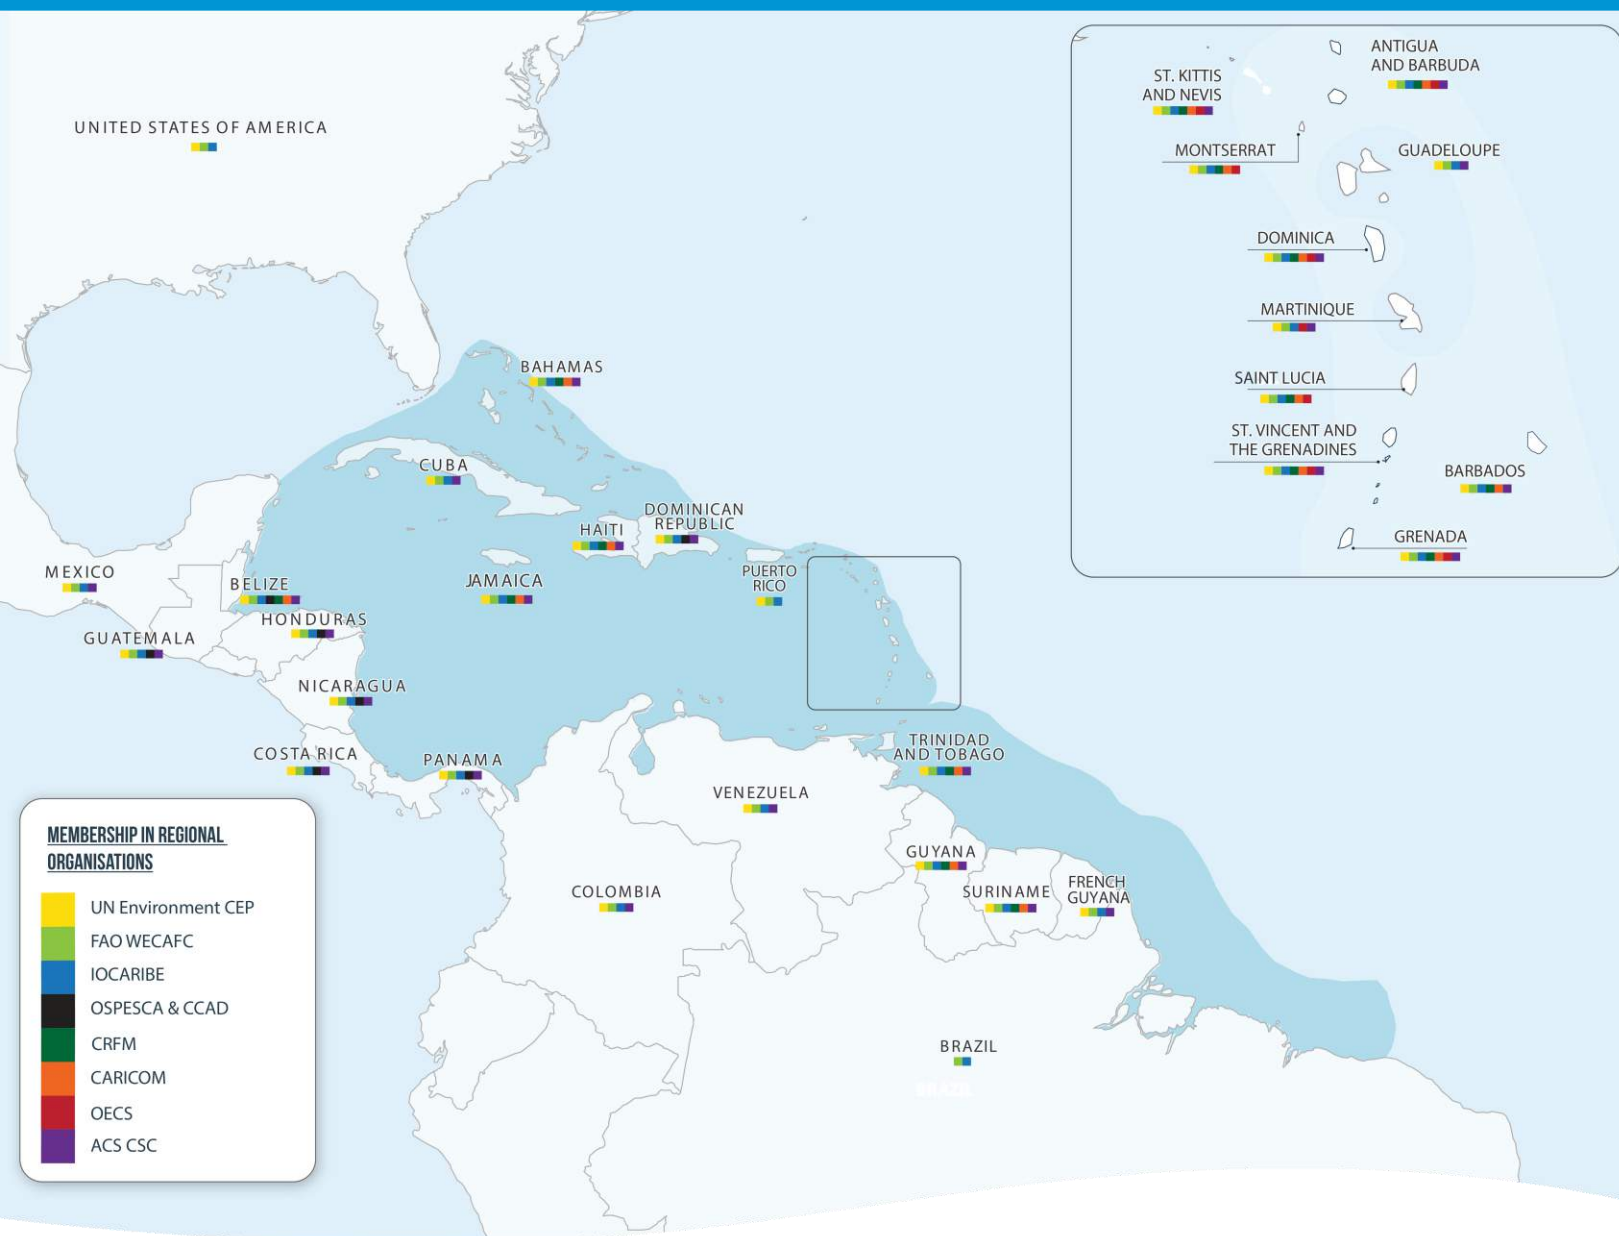 UNITED STATES OF AMERICA
ST. KITTIS
AND NEVIS
ANTIGUA
AND BARBUDA
MONTSERRAT
GUADELOUPE
DOMINICA
MARTINIQUE
SAINT LUCIA
ST. VINCENT AND
THE GRENADINES
BARBADOS
GRENADA
BAHAMAS
CUBA
HAITI
DOMINICAN
REPUBLIC
JAMAICA
PUERTO
RICO
MEXICO
BELIZE
HONDURAS
GUATEMALA
NICARAGUA
COSTA RICA
PANAMA
TRINIDAD
AND TOBAGO
VENEZUELA
GUYANA
COLOMBIA
SURINAME
FRENCH
GUYANA
BRAZIL
BRAZIL
MEMBERSHIP IN REGIONAL
ORGANISATIONS
UN Environment CEP
FAO WECAFC
IOCARIBE
OSPESCA & CCAD
CRFM
CARICOM
OECS
ACS CSC